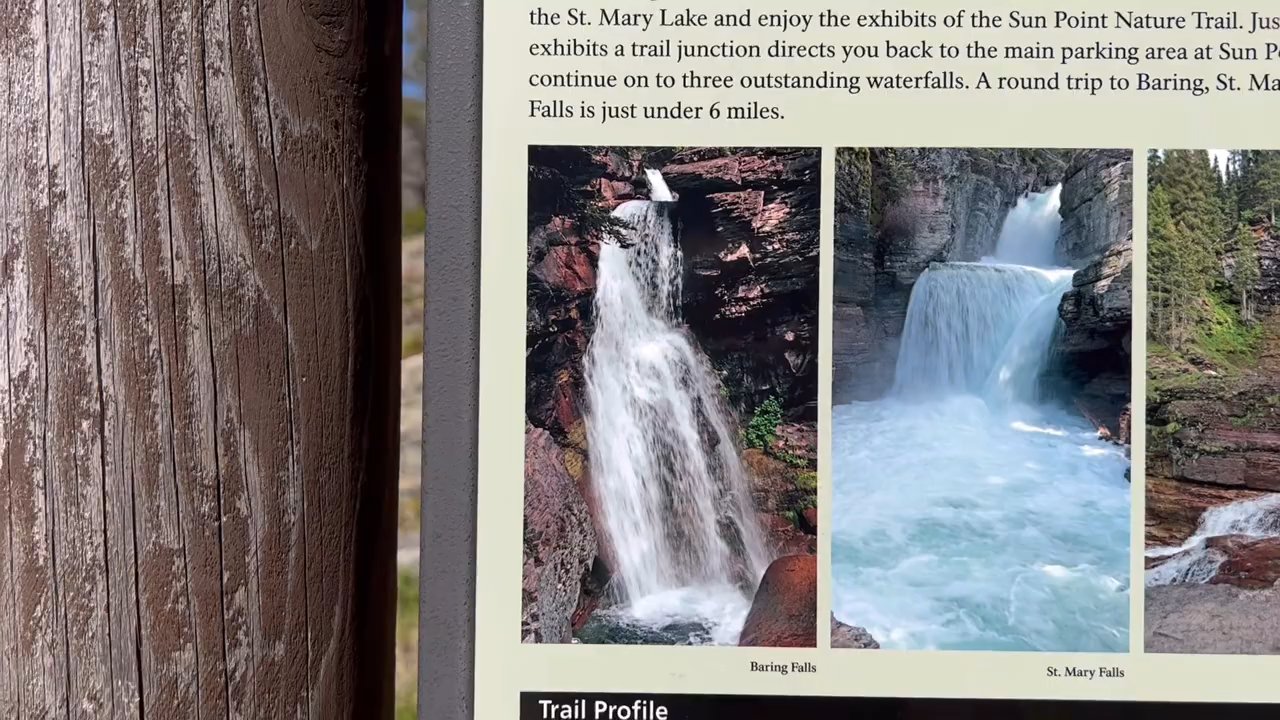 the St. Mary Lake and enjoy the exhibits of the Sun Point Nature Trail. Jus
exhibits a trail junction directs you back to the main parking area at Sun P
continue on to three outstanding waterfalls. A round trip to Baring, St. Ma
Falls is just under 6 miles.
Baring Falls
St. Mary Falls
Trail Profile